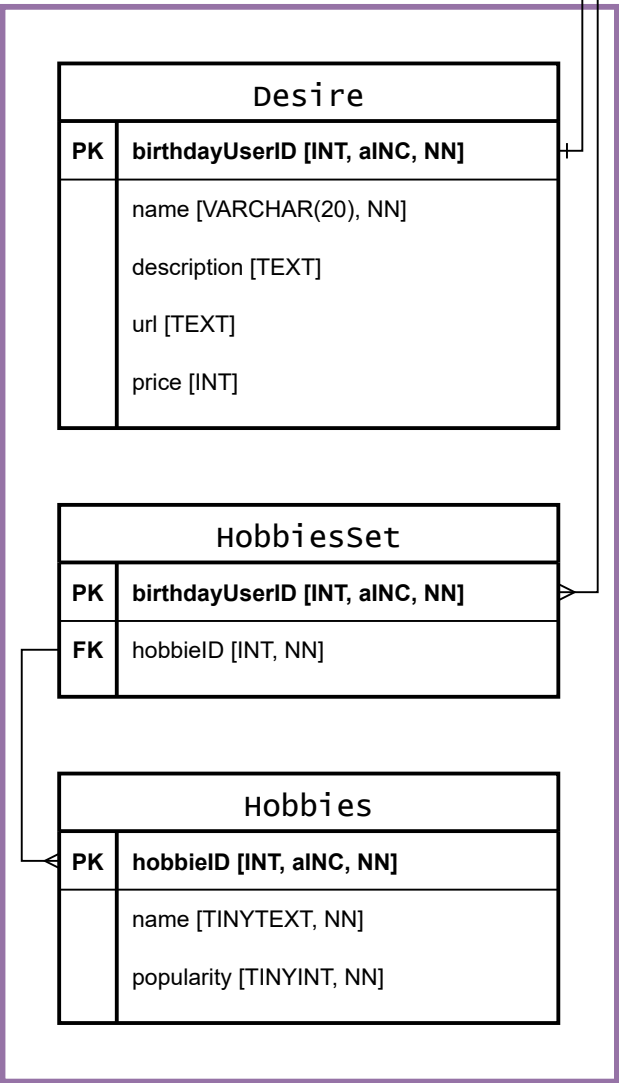 Desire
PK birthdayUserID [INT, aINC, NN]
name [VARCHAR(20), NN]
description [TEXT]
url [TEXT]
price [INT]
HobbiesSet
PK birthdayUserID [INT, aINC, NN]
FK hobbieID [INT, NN]
Hobbies
PK hobbieID [INT, aINC, NN]
name [TINYTEXT, NN]
popularity [TINYINT, NN]